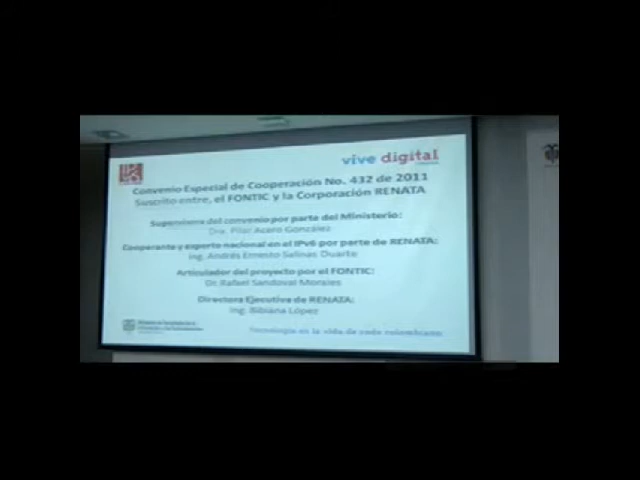 vive digital
Convenio Especial de Cooperación No. 432 de 2011
Suscrito entre, el FONTIC y la Corporación RENATA
Supervisora del convenio por parte del Ministerio:
Dra. Pilar Acero González
Cooperante y experto nacional en el IPv6 por parte de RENATA:
Ing. Andrés Ernesto Salinas Duarte
Articulador del proyecto por el FONTIC:
Dr. Rafael Sandoval Morales
Directora Ejecutiva de RENATA:
Ing. Bibiana López
Tecnología en la vida de cada colombiano